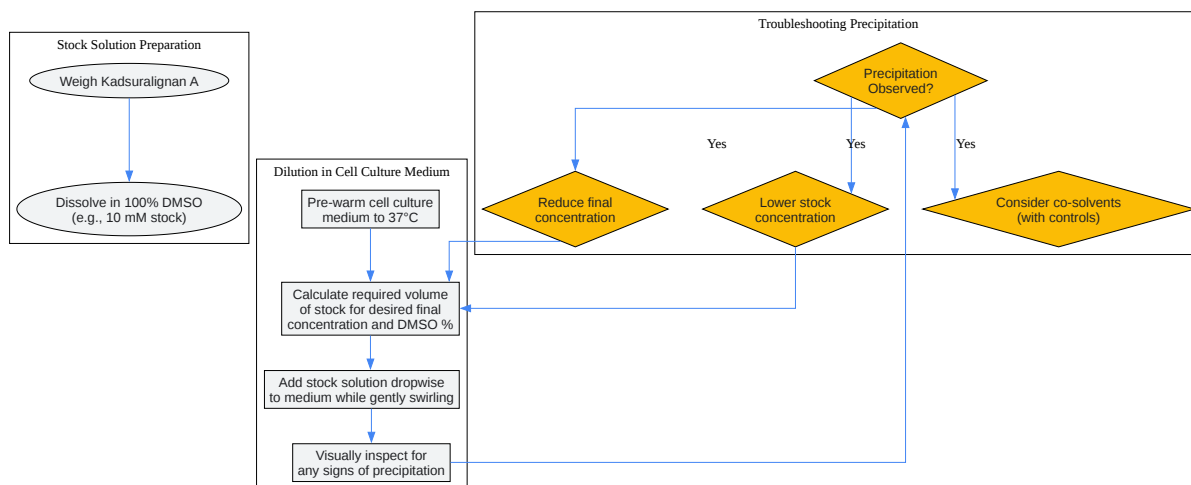 Stock Solution Preparation
Weigh Kadsuralignan A
Dissolve in 100% DMSO
(e.g., 10 mM stock)
Dilution in Cell Culture Medium
Pre-warm cell culture
medium to 37°C
Calculate required volume
of stock for desired final
concentration and DMSO %
Add stock solution dropwise
to medium while gently swirling
Visually inspect for
any signs of precipitation
Troubleshooting Precipitation
Precipitation
Observed?
Yes
Yes
Yes
Reduce final
concentration
Lower stock
concentration
Consider co-solvents
(with controls)